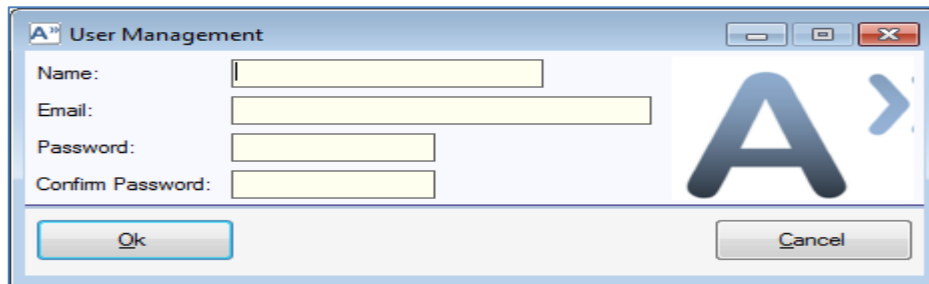 A» User Management
Name:
Email:
Password:
Confirm Password:
A»
Ok
Cancel